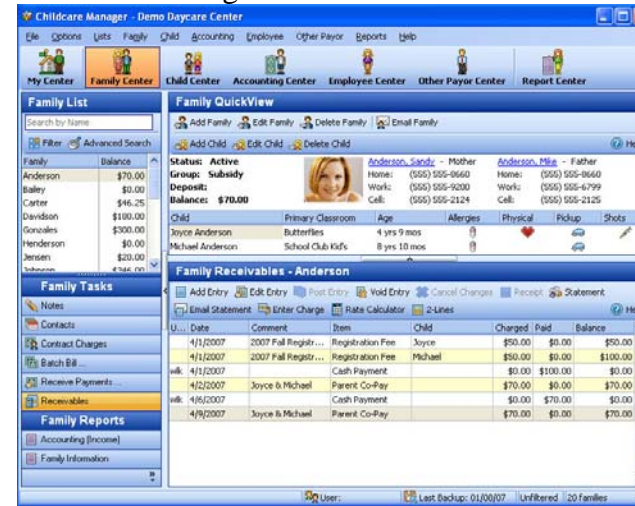 Childcare Manager - Demo Daycare Center
File Options Lists Family Child Accounting Employee Other Payor Reports Help
My Center Family Center Child Center Accounting Center Employee Center Other Payor Center Report Center
Family List
Search by Name
Filter Advanced Search
Family Balance
Anderson $70.00
Bailey $0.00
Carter $46.25
Davidson $100.00
Gonzales $300.00
Henderson $0.00
Jensen $20.00
Johnson $246.00
Family Tasks
Notes
Contacts
Contract Charges
Batch Bill ...
Receive Payments ...
Receivables
Family Reports
Accounting (Income)
Family Information
Family QuickView
Add Family Edit Family Delete Family Email Family
Add Child Edit Child Delete Child He
Status: Active Anderson, Sandy - Mother Anderson, Mike - Father
Group: Subsidy Home: (555) 555-8660 Home: (555) 555-8660
Deposit: Work: (555) 555-9200 Work: (555) 555-6799
Balance: $70.00 Cell: (555) 555-2124 Cell: (555) 555-2125
Child Primary Classroom Age Allergies Physical Pickup Shots
Joyce Anderson Butterflies 4 yrs 9 mos
Michael Anderson School Club Kid's 8 yrs 10 mos
Family Receivables - Anderson
Add Entry Edit Entry Post Entry Void Entry Cancel Changes Receipt Statement
Email Statement Enter Charge Rate Calculator 2-Lines He
U... Date Comment Item Child Charged Paid Balance
4/1/2007 2007 Fall Registr... Registration Fee Joyce $50.00 $0.00 $50.00
4/1/2007 2007 Fall Registr... Registration Fee Michael $50.00 $0.00 $100.00
wilk 4/1/2007 Cash Payment $0.00 $100.00 $0.00
4/2/2007 Joyce & Michael Parent Co-Pay $70.00 $0.00 $70.00
wilk 4/6/2007 Cash Payment $0.00 $70.00 $0.00
4/9/2007 Joyce & Michael Parent Co-Pay $70.00 $0.00 $70.00
User: Last Backup: 01/00/07 Unfiltered 20 families